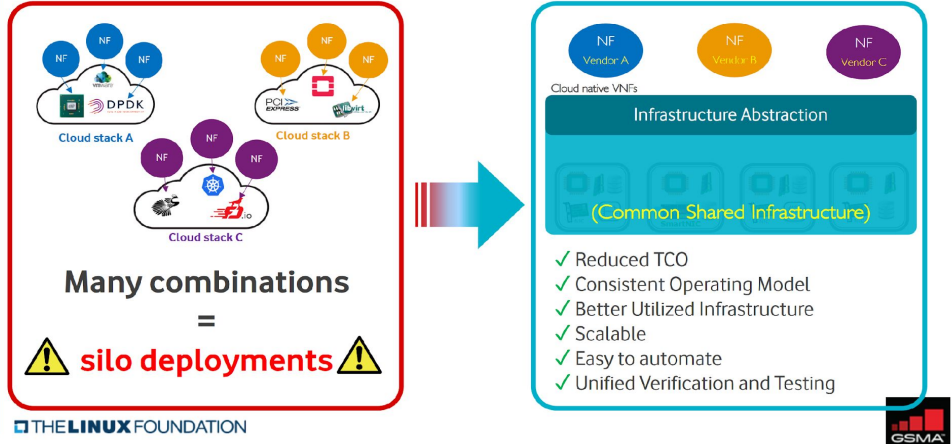 NF
NF
NF
vmware
DPDK
Cloud stack A
NF
NF
NF
PCI
EXPRESS
libvirt
Cloud stack B
NF
NF
NF
.io
Cloud stack C
Many combinations
=
silo deployments
THE LINUX FOUNDATION
NF
Vendor A
NF
Vendor B
NF
Vendor C
Cloud native VNFs
Infrastructure Abstraction
(Common Shared Infrastructure)
✓ Reduced TCO
✓ Consistent Operating Model
✓ Better Utilized Infrastructure
✓ Scalable
✓ Easy to automate
✓ Unified Verification and Testing
GSMA